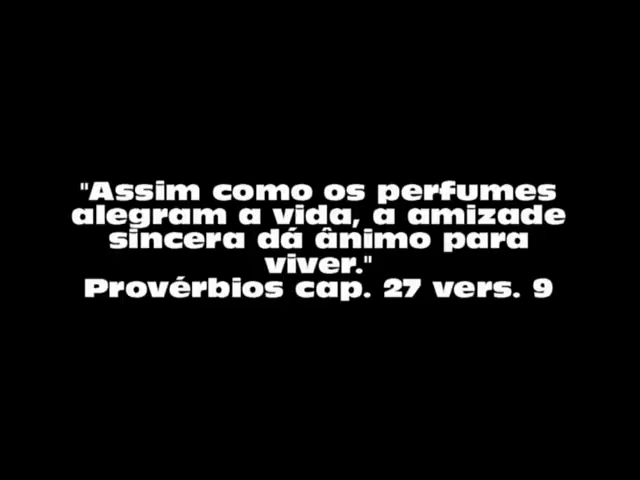 "Assim como os perfumes
alegram a vida, a amizade
sincera dá ânimo para
viver."
Provérbios cap. 27 vers. 9